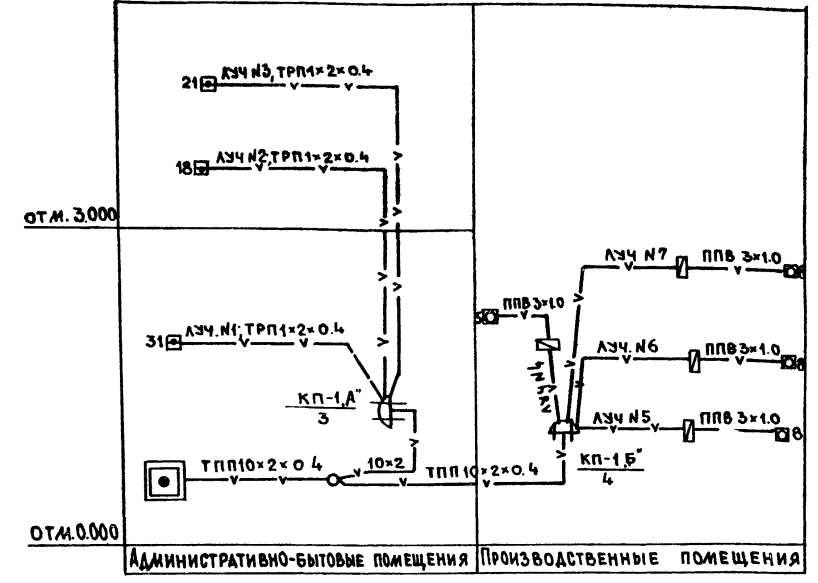 21 ЛУЧ N3, ТРП1×2×0.4
18 ЛУЧ N2, ТРП1×2×0.4
ОТМ. 3.000
ЛУЧ N7 ППВ 3×1.0
ППВ 3×1.0
31 ЛУЧ. N1, ТРП1×2×0.4
ЛУЧ. N6 ППВ 3×1.0
8
ЛУЧ N4
КП-1„А"
3
ЛУЧ N5 ППВ 3×1.0
8
ТПП10×2×0.4 10×2 ТПП10×2×0.4
КП-1„Б"
4
ОТМ. 0.000
АДМИНИСТРАТИВНО-БЫТОВЫЕ ПОМЕЩЕНИЯ ПРОИЗВОДСТВЕННЫЕ ПОМЕЩЕНИЯ